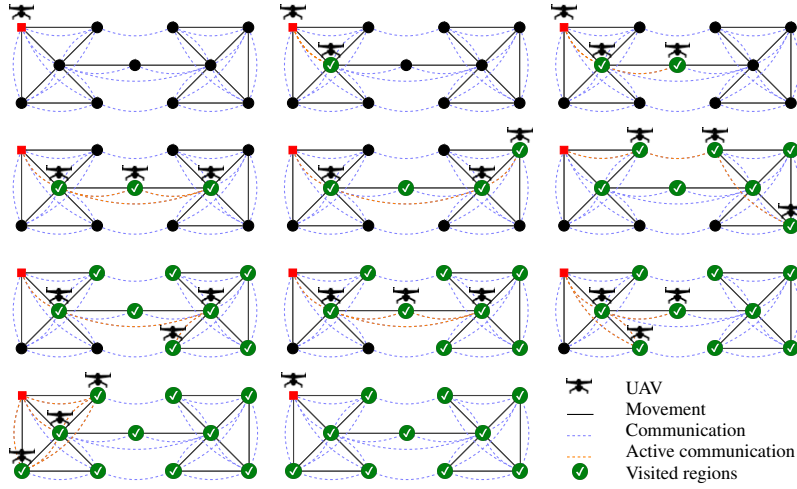 UAV
Movement
Communication
Active communication
Visited regions